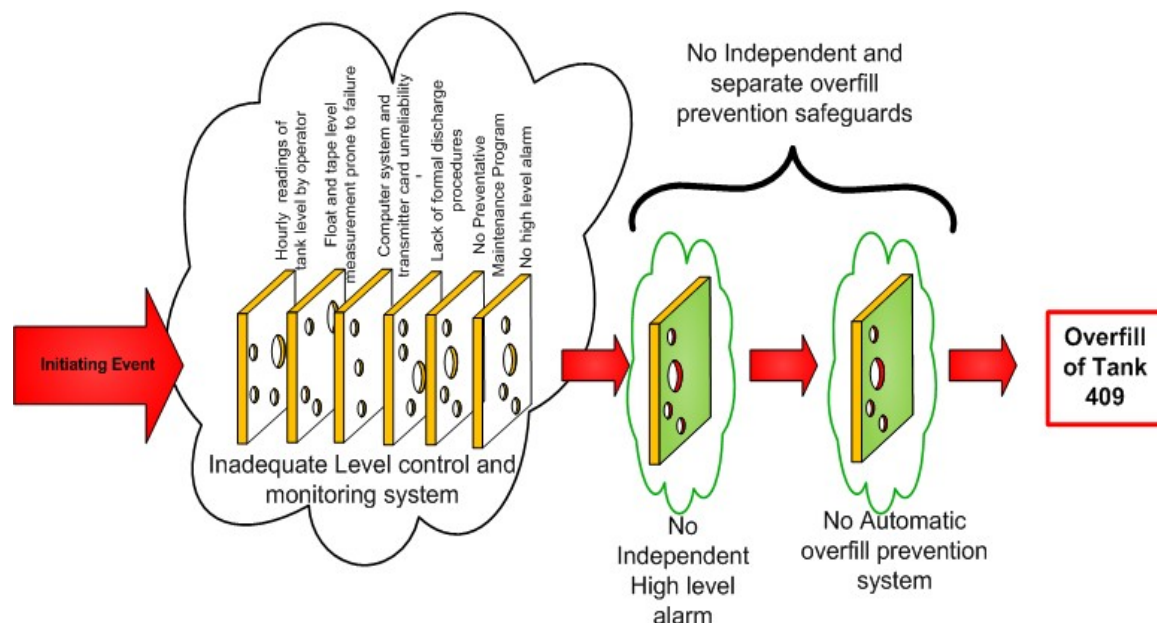 No Independent and
separate overfill
prevention safeguards
Hourly readings of
tank level by operator
Float and tape level
measurement prone to failure
Computer system and
transmitter card unreliability
,
Lack of formal discharge
procedures
No Preventative
Maintenance Program
No high level alarm
Initiating Event
Inadequate Level control and
monitoring system
No
Independent
High level
alarm
No Automatic
overfill prevention
system
Overfill
of Tank
409